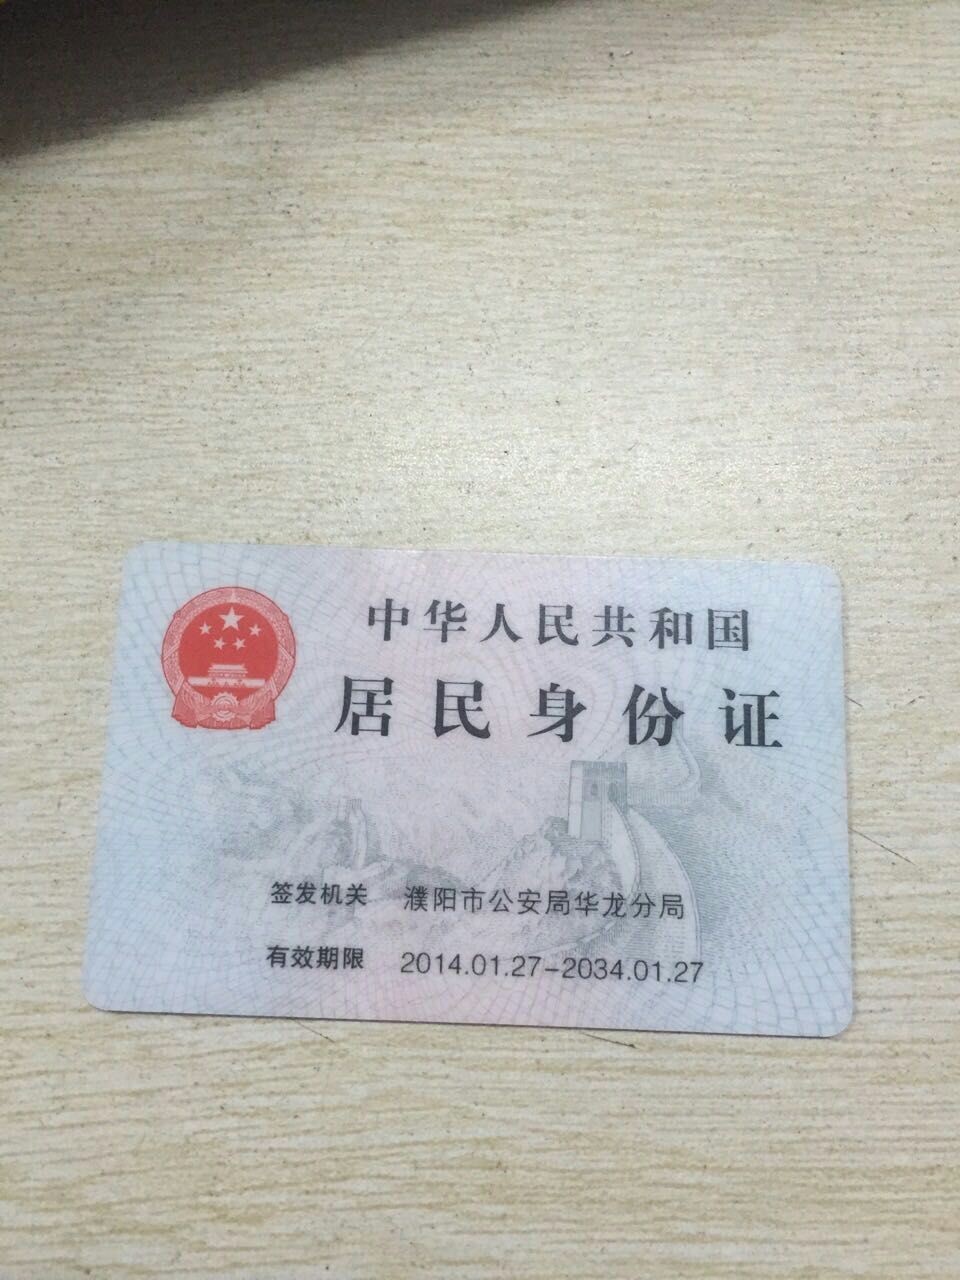 中华人民共和国
居民身份证
签发机关 濮阳市公安局华龙分局
有效期限 2014.01.27-2034.01.27